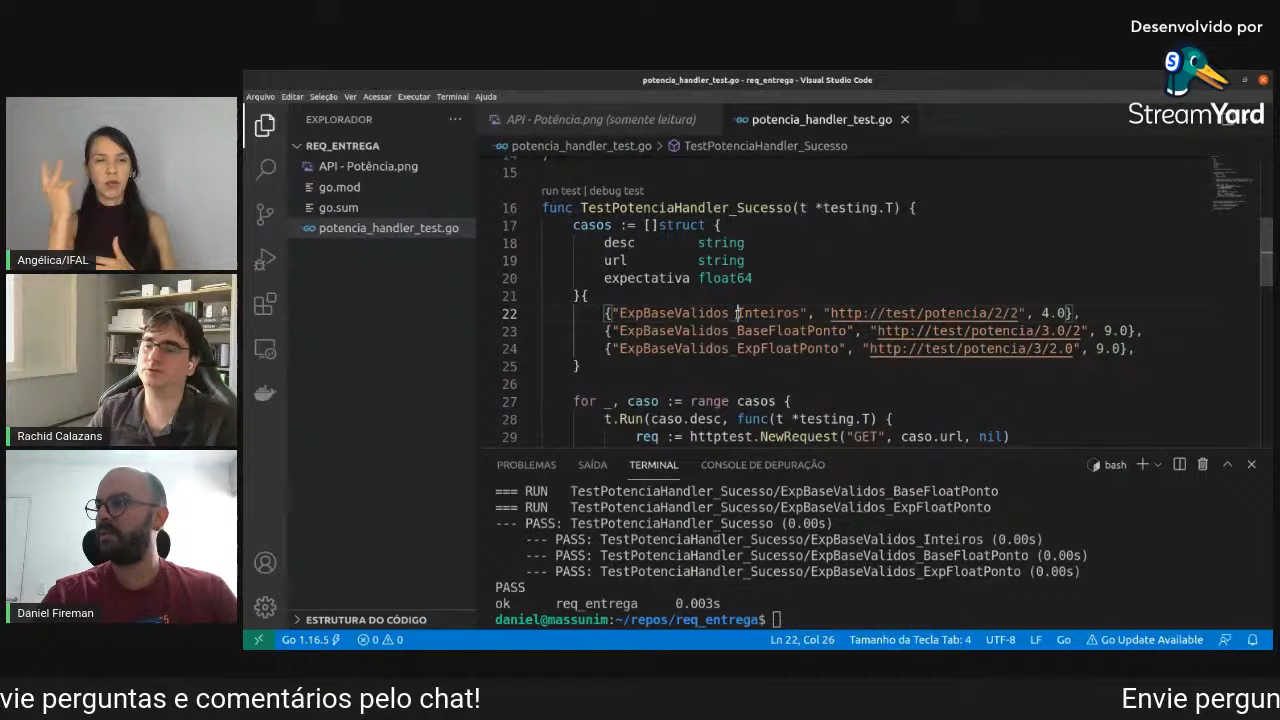 Desenvolvido por
StreamYard
potencia_handler_test.go - req_entrega - Visual Studio Code
Arquivo Editar Seleção Ver Acessar Executar Terminal Ajuda
EXPLORADOR ...
REQ_ENTREGA
API - Potência.png
go.mod
go.sum
potencia_handler_test.go
ESTRUTURA DO CÓDIGO
API - Potência.png (somente leitura)
potencia_handler_test.go
potencia_handler_test.go > TestPotenciaHandler_Sucesso
15
run test | debug test
16 func TestPotenciaHandler_Sucesso(t *testing.T) {
17 casos := []struct {
18 desc string
19 url string
20 expectativa float64
21 }{
22 {"ExpBaseValidos_Inteiros", "http://test/potencia/2/2", 4.0},
23 {"ExpBaseValidos_BaseFloatPonto", "http://test/potencia/3.0/2", 9.0},
24 {"ExpBaseValidos_ExpFloatPonto", "http://test/potencia/3/2.0", 9.0},
25 }
26
27 for _, caso := range casos {
28 t.Run(caso.desc, func(t *testing.T) {
29 req := httptest.NewRequest("GET", caso.url, nil)
PROBLEMAS SAÍDA TERMINAL CONSOLE DE DEPURAÇÃO
bash
=== RUN TestPotenciaHandler_Sucesso/ExpBaseValidos_BaseFloatPonto
=== RUN TestPotenciaHandler_Sucesso/ExpBaseValidos_ExpFloatPonto
--- PASS: TestPotenciaHandler_Sucesso (0.00s)
--- PASS: TestPotenciaHandler_Sucesso/ExpBaseValidos_Inteiros (0.00s)
--- PASS: TestPotenciaHandler_Sucesso/ExpBaseValidos_BaseFloatPonto (0.00s)
--- PASS: TestPotenciaHandler_Sucesso/ExpBaseValidos_ExpFloatPonto (0.00s)
PASS
ok req_entrega 0.003s
daniel@massunim:~/repos/req_entrega$
Go 1.16.5 0 0 Ln 22, Col 26 Tamanho da Tecla Tab: 4 UTF-8 LF Go Go Update Available
Angélica/IFAL
Rachid Calazans
Daniel Fireman
vie perguntas e comentários pelo chat!
Envie pergun